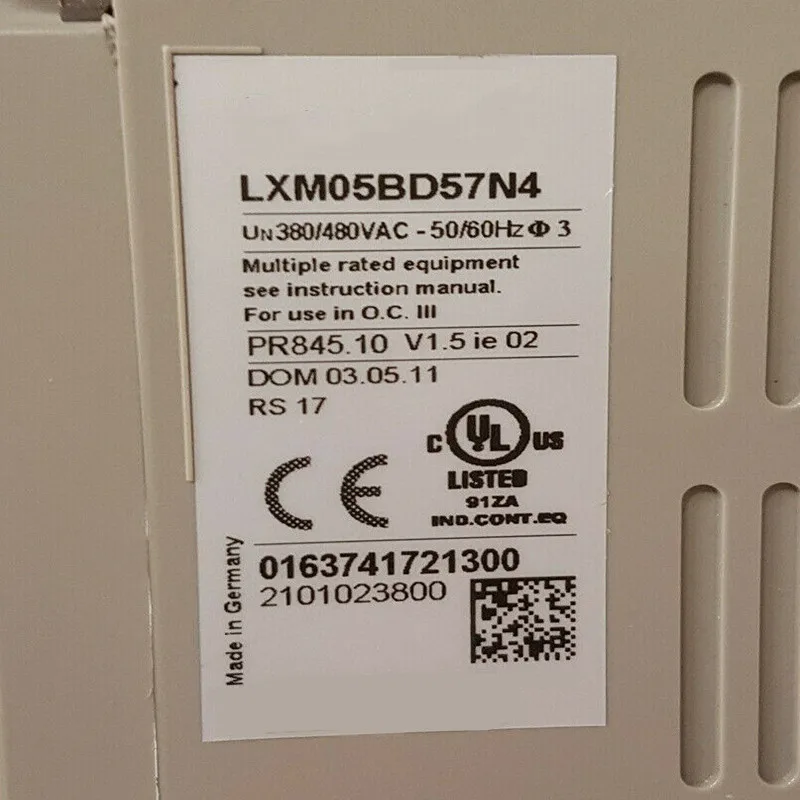 LXM05BD57N4
UN 380/480VAC - 50/60Hz Φ 3
Multiple rated equipment
see instruction manual.
For use in O.C. III
PR845.10 V1.5 ie 02
DOM 03.05.11
RS 17
C UL US
LISTED
91ZA
IND.CONT.EQ
CE
0163741721300
2101023800
Made in Germany